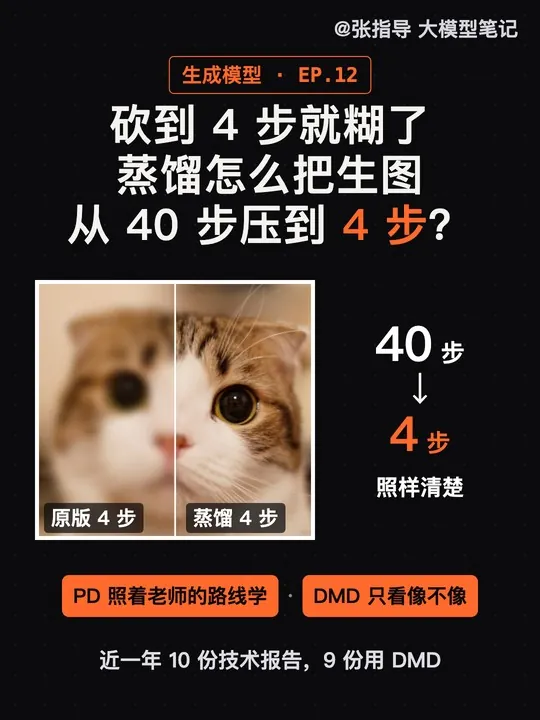 @张指导 大模型笔记
生成模型 · EP.12
砍到 4 步就糊了
蒸馏怎么把生图
从 40 步压到 4 步?
40 步
↓
4 步
照样清楚
原版 4 步
蒸馏 4 步
PD 照着老师的路线学 · DMD 只看像不像
近一年 10 份技术报告，9 份用 DMD